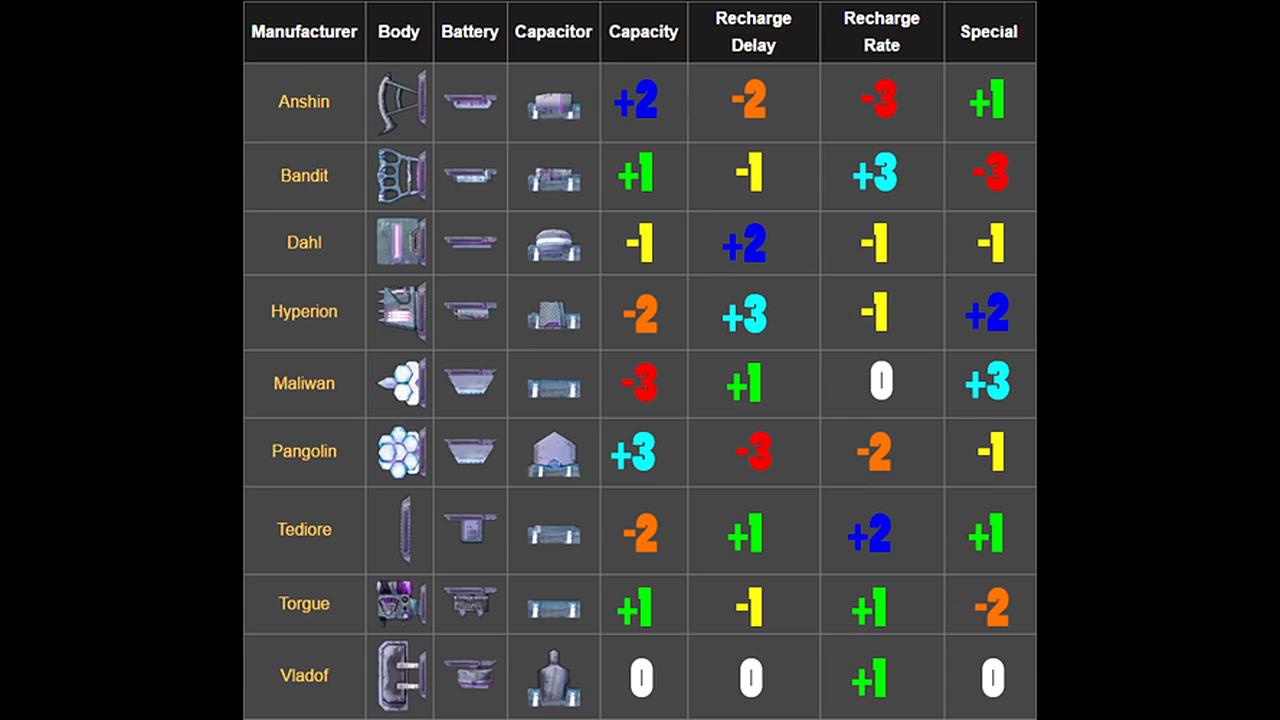 Manufacturer Body Battery Capacitor Capacity Recharge Delay Recharge Rate Special
Anshin +2 -2 -3 +1
Bandit +1 -1 +3 -3
Dahl -1 +2 -1 -1
Hyperion -2 +3 -1 +2
Maliwan -3 +1 0 +3
Pangolin +3 -3 -2 -1
Tediore -2 +1 +2 +1
Torgue +1 -1 +1 -2
Vladof 0 0 +1 0